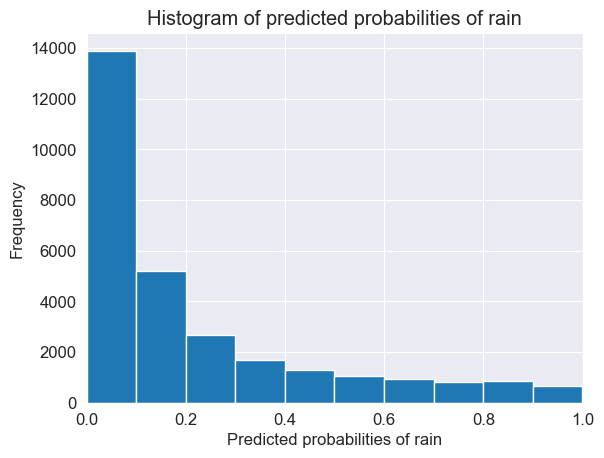 Histogram of predicted probabilities of rain
14000
12000
10000
8000
6000
4000
2000
0
Frequency
0.0 0.2 0.4 0.6 0.8 1.0
Predicted probabilities of rain